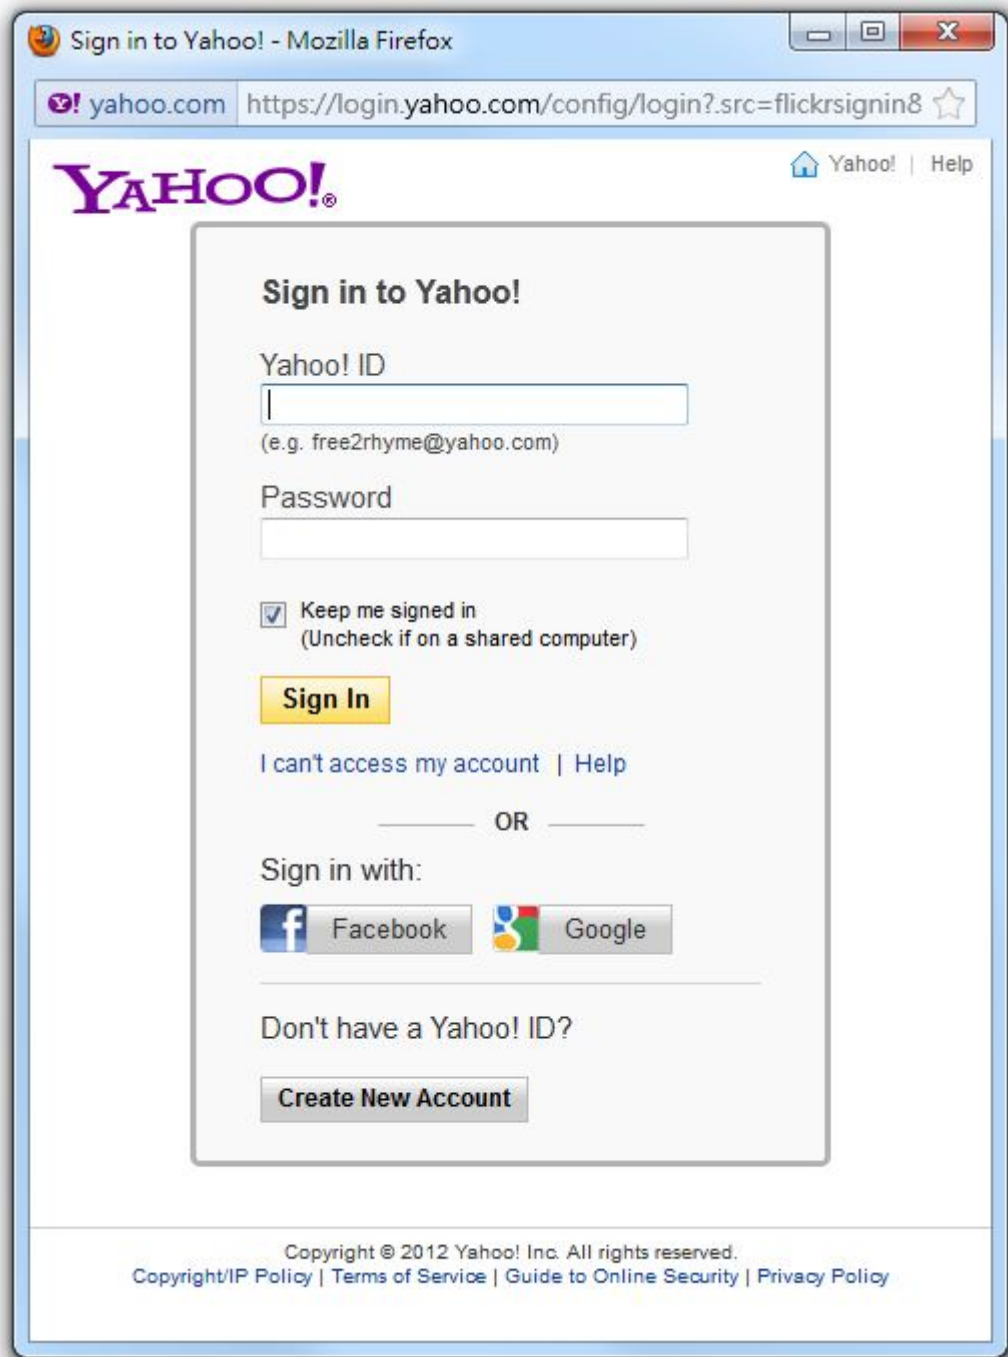 Sign in to Yahoo! - Mozilla Firefox
yahoo.com https://login.yahoo.com/config/login?.src=flickrsignin8
YAHOO!®
Yahoo! | Help
Sign in to Yahoo!
Yahoo! ID
(e.g. free2rhyme@yahoo.com)
Password
Keep me signed in
(Uncheck if on a shared computer)
Sign In
I can't access my account | Help
OR
Sign in with:
Facebook Google
Don't have a Yahoo! ID?
Create New Account
Copyright © 2012 Yahoo! Inc. All rights reserved.
Copyright/IP Policy | Terms of Service | Guide to Online Security | Privacy Policy